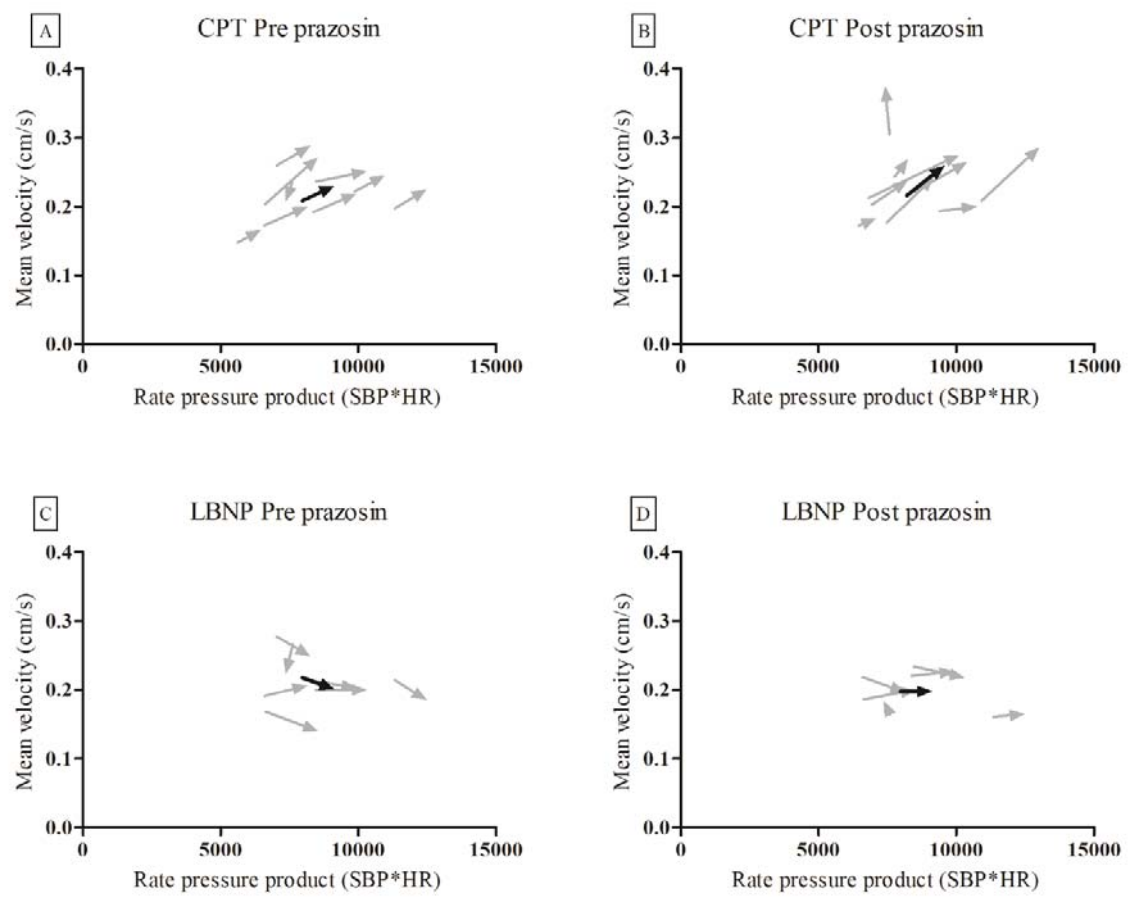 A
CPT Pre prazosin
0.4
0.3
0.2
0.1
0.0
Mean velocity (cm/s)
0 5000 10000 15000
Rate pressure product (SBP*HR)
B
CPT Post prazosin
0.4
0.3
0.2
0.1
0.0
Mean velocity (cm/s)
0 5000 10000 15000
Rate pressure product (SBP*HR)
C
LBNP Pre prazosin
0.4
0.3
0.2
0.1
0.0
Mean velocity (cm/s)
0 5000 10000 15000
Rate pressure product (SBP*HR)
D
LBNP Post prazosin
0.4
0.3
0.2
0.1
0.0
Mean velocity (cm/s)
0 5000 10000 15000
Rate pressure product (SBP*HR)